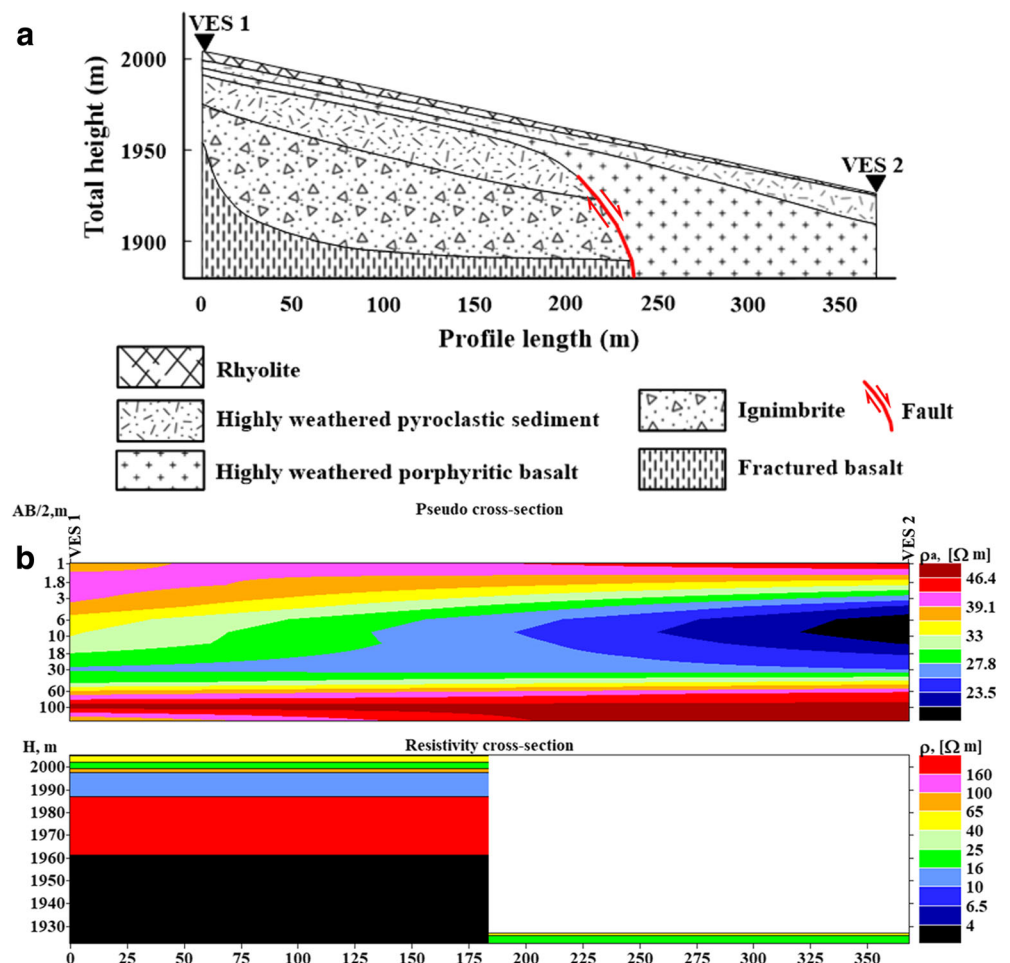 a
VES 1
VES 2
Total height (m)
2000
1950
1900
0 50 100 150 200 250 300 350
Profile length (m)
Rhyolite
Highly weathered pyroclastic sediment
Highly weathered porphyritic basalt
Ignimbrite
Fault
Fractured basalt
b
AB/2,m
Pseudo cross-section
VES 1
VES 2
1
1.8
3
6
10
18
30
60
100
ρa, [Ω m]
46.4
39.1
33
27.8
23.5
H, m
Resistivity cross-section
2000
1990
1980
1970
1960
1950
1940
1930
0 25 50 75 100 125 150 175 200 225 250 275 300 325 350
ρ, [Ω m]
160
100
65
40
25
16
10
6.5
4